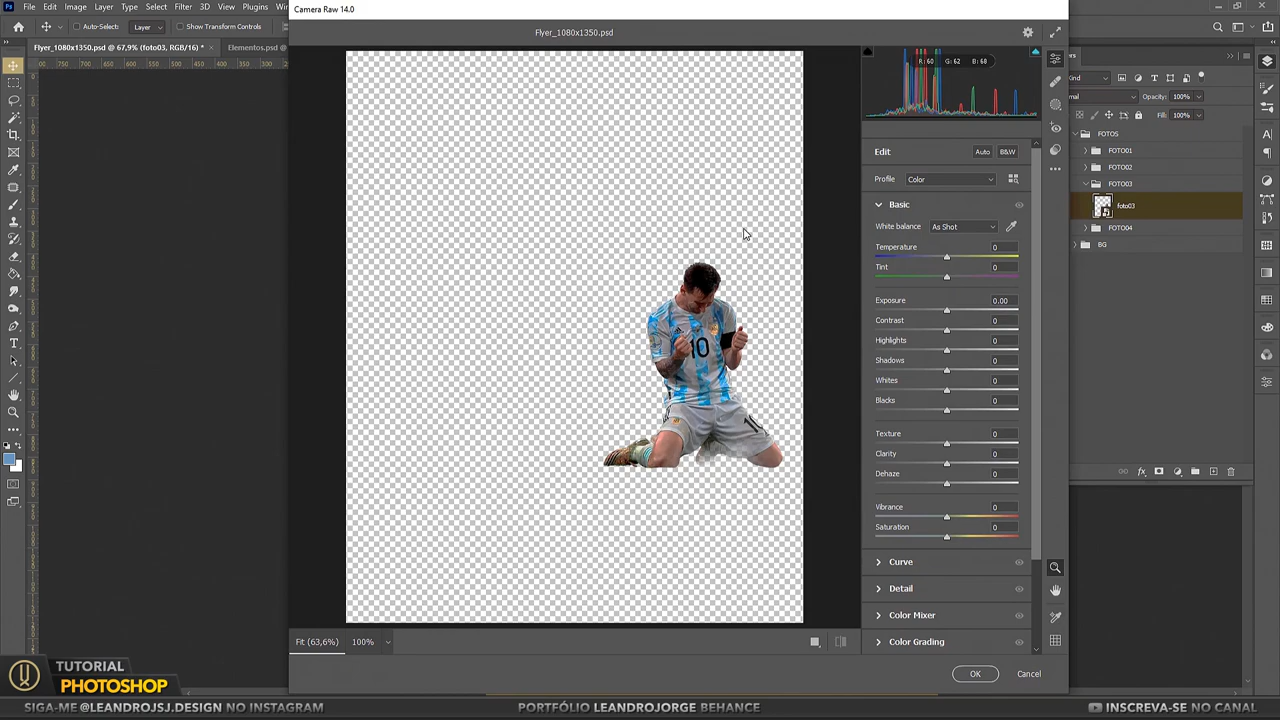 File Edit Image Layer Type Select Filter 3D View Plugins
Camera Raw 14.0
Auto-Select: Layer Show Transform Controls
Flyer_1080x1350.psd
Flyer_1080x1350.psd @ 67,9% (foto03, RGB/16) *
Elementos.psd @
R: 60 G: 62 B: 68
Edit
Auto
B&W
Profile
Color
Basic
White balance
As Shot
Temperature
0
Tint
0
Exposure
0.00
Contrast
0
Highlights
0
Shadows
0
Whites
0
Blacks
0
Texture
0
Clarity
0
Dehaze
0
Vibrance
0
Saturation
0
Curve
Detail
Color Mixer
Color Grading
Kind
Opacity: 100%
Fill: 100%
FOTOS
FOTO01
FOTO02
FOTO03
foto03
FOTO04
BG
10
10
Fit (63,6%)
100%
OK
Cancel
TUTORIAL
PHOTOSHOP
SIGA-ME @LEANDROJSJ.DESIGN NO INSTAGRAM
PORTFÓLIO LEANDROJORGE BEHANCE
INSCREVA-SE NO CANAL